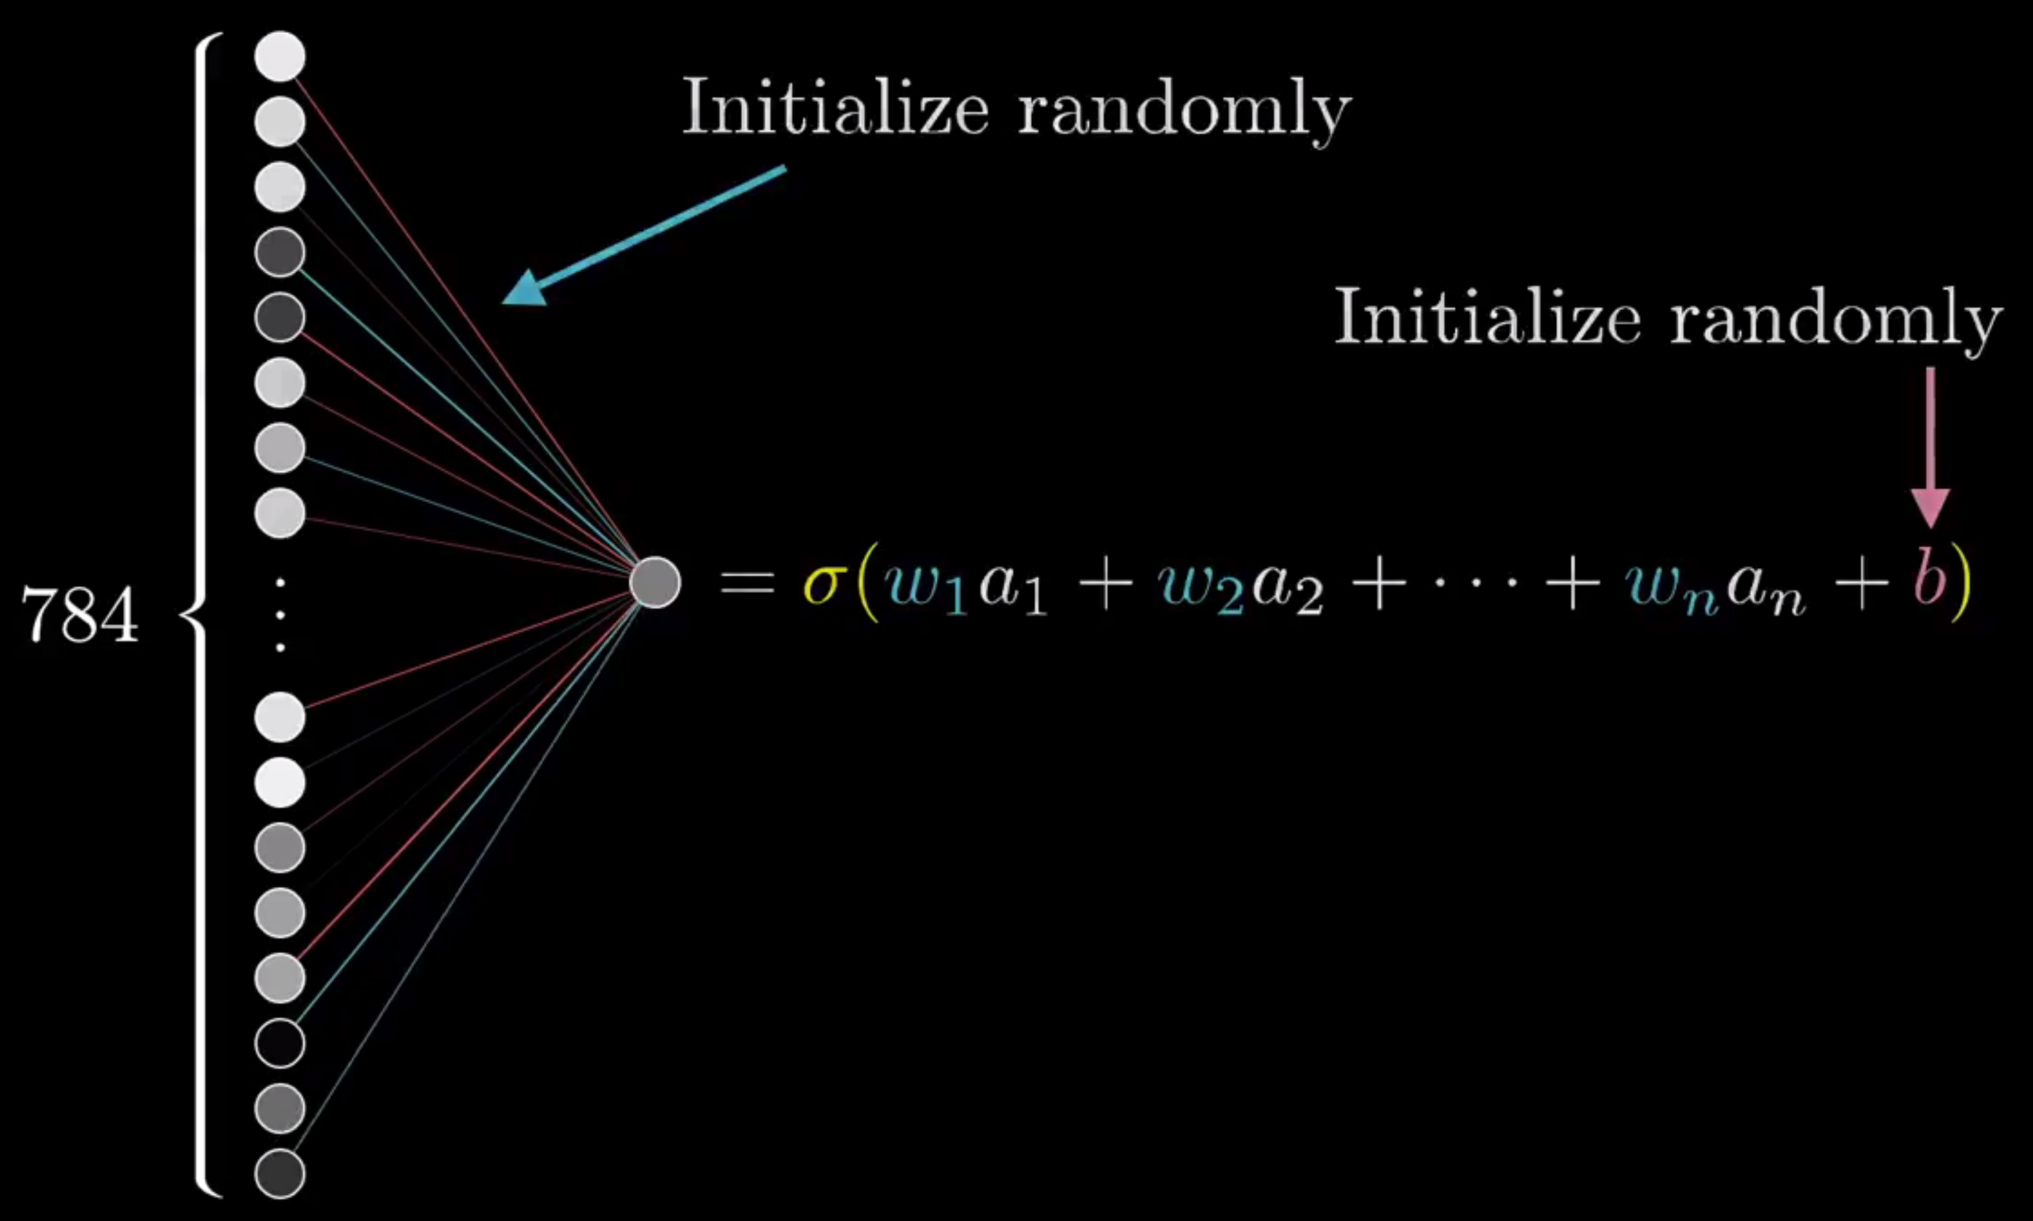 Initialize randomly
Initialize randomly
784
= σ(w₁a₁ + w₂a₂ + ⋯ + wₙaₙ + b)